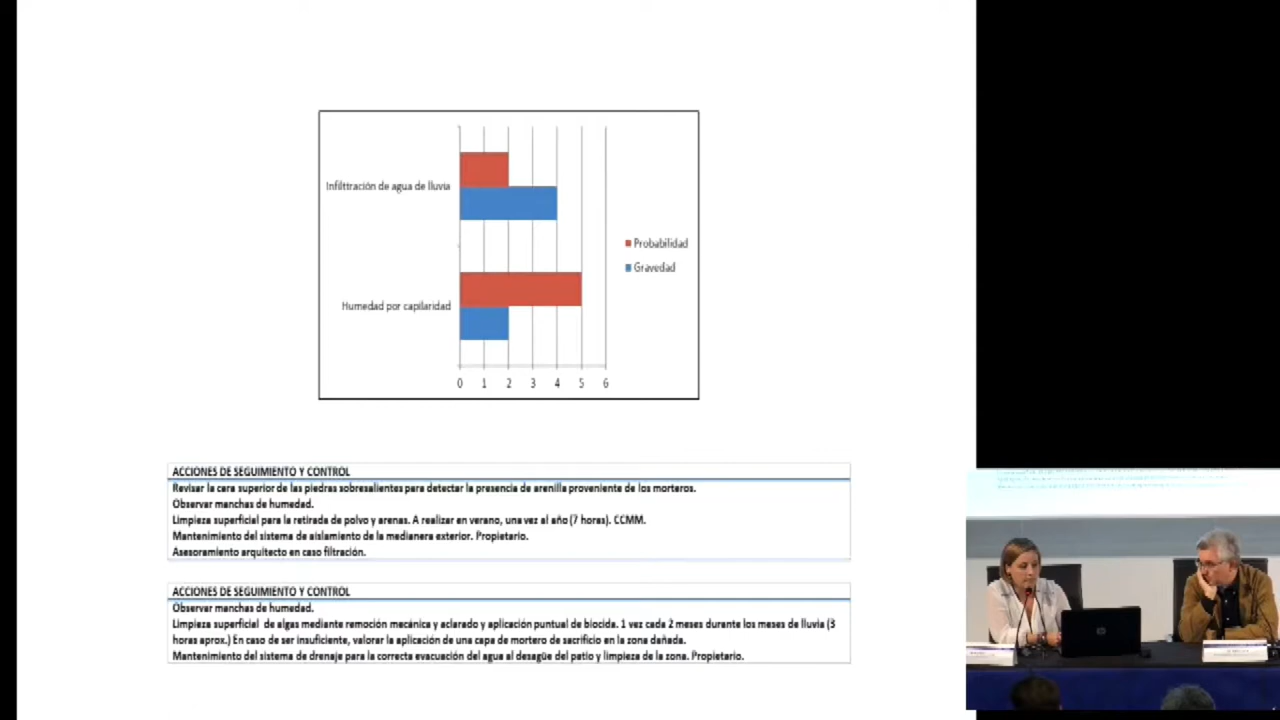 Infilttración de agua de lluvia
Humedad por capilaridad
Probabilidad
Gravedad
0 1 2 3 4 5 6
ACCIONES DE SEGUIMIENTO Y CONTROL
Revisar la cara superior de las piedras sobresalientes para detectar la presencia de arenilla proveniente de los morteros.
Observar manchas de humedad.
Limpieza superficial para la retirada de polvo y arenas. A realizar en verano, una vez al año (7 horas). CCMM.
Mantenimiento del sistema de aislamiento de la medianera exterior. Propietario.
Asesoramiento arquitecto en caso filtración.
ACCIONES DE SEGUIMIENTO Y CONTROL
Observar manchas de humedad.
Limpieza superficial de algas mediante remoción mecánica y aclarado y aplicación puntual de biocida. 1 vez cada 2 meses durante los meses de lluvia (3
horas aprox.) En caso de ser insuficiente, valorar la aplicación de una capa de mortero de sacrificio en la zona dañada.
Mantenimiento del sistema de drenaje para la correcta evacuación del agua al desagüe del patio y limpieza de la zona. Propietario.